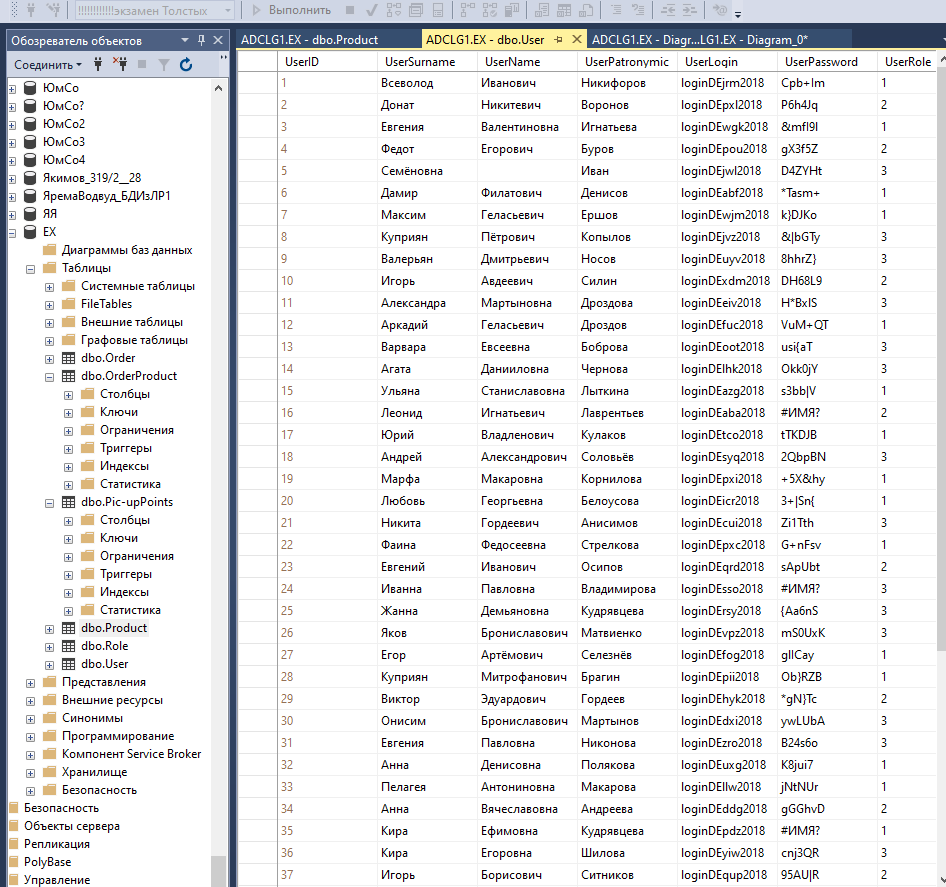 !!!!!!!!!!!!!экзамен Толстых
Выполнить
Обозреватель объектов
Соединить
ЮмСо
ЮмСо?
ЮмСо2
ЮмСо3
ЮмСо4
Якимов_319/2__28
ЯремаВодвуд_БДИзЛР1
ЯЯ
EX
Диаграммы баз данных
Таблицы
Системные таблицы
FileTables
Внешние таблицы
Графовые таблицы
dbo.Order
dbo.OrderProduct
Столбцы
Ключи
Ограничения
Триггеры
Индексы
Статистика
dbo.Pic-upPoints
Столбцы
Ключи
Ограничения
Триггеры
Индексы
Статистика
dbo.Product
dbo.Role
dbo.User
Представления
Внешние ресурсы
Синонимы
Программирование
Компонент Service Broker
Хранилище
Безопасность
Безопасность
Объекты сервера
Репликация
PolyBase
Управление
ADCLG1.EX - dbo.Product ADCLG1.EX - dbo.User ADCLG1.EX - Diagr...LG1.EX - Diagram_0*
UserID UserSurname UserName UserPatronymic UserLogin UserPassword UserRole
1 Всеволод Иванович Никифоров loginDEjrm2018 Cpb+Im 1
2 Донат Никитевич Воронов loginDEpxl2018 P6h4Jq 2
3 Евгения Валентиновна Игнатьева loginDEwgk2018 &mfI9l 1
4 Федот Егорович Буров loginDEpou2018 gX3f5Z 2
5 Семёновна Иван loginDEjwl2018 D4ZYHt 3
6 Дамир Филатович Денисов loginDEabf2018 *Tasm+ 1
7 Максим Геласьевич Ершов loginDEwjm2018 k}DJKo 1
8 Куприян Пётрович Копылов loginDEjvz2018 &|bGTy 3
9 Валерьян Дмитрьевич Носов loginDEuyv2018 8hhrZ} 3
10 Игорь Авдеевич Силин loginDExdm2018 DH68L9 2
11 Александра Мартыновна Дроздова loginDEeiv2018 H*BxlS 3
12 Аркадий Геласьевич Дроздов loginDEfuc2018 VuM+QT 1
13 Варвара Евсеевна Боброва loginDEoot2018 usi{aT 3
14 Агата Данииловна Чернова loginDElhk2018 Okk0jY 3
15 Ульяна Станиславовна Лыткина loginDEazg2018 s3bb|V 1
16 Леонид Игнатьевич Лаврентьев loginDEaba2018 #ИМЯ? 2
17 Юрий Владленович Кулаков loginDEtco2018 tTKDJB 1
18 Андрей Александрович Соловьёв loginDEsyq2018 2QbpBN 3
19 Марфа Макаровна Корнилова loginDEpxi2018 +5X&hy 1
20 Любовь Георгьевна Белоусова loginDEicr2018 3+|Sn{ 1
21 Никита Гордеевич Анисимов loginDEcui2018 Zi1Tth 3
22 Фаина Федосеевна Стрелкова loginDEpxc2018 G+nFsv 1
23 Евгений Иванович Осипов loginDEqrd2018 sApUbt 2
24 Иванна Павловна Владимирова loginDEsso2018 #ИМЯ? 3
25 Жанна Демьяновна Кудрявцева loginDErsy2018 {Aa6nS 3
26 Яков Брониславович Матвиенко loginDEvpz2018 mS0UxK 3
27 Егор Артёмович Селезнёв loginDEfog2018 glICay 1
28 Куприян Митрофанович Брагин loginDEpii2018 Ob}RZB 1
29 Виктор Эдуардович Гордеев loginDEhyk2018 *gN}Tc 2
30 Онисим Брониславович Мартынов loginDEdxi2018 ywLUbA 3
31 Евгения Павловна Никонова loginDEzro2018 B24s6o 3
32 Анна Денисовна Полякова loginDEuxg2018 K8jui7 1
33 Пелагея Антониновна Макарова loginDEllw2018 jNtNUr 1
34 Анна Вячеславовна Андреева loginDEddg2018 gGGhvD 2
35 Кира Ефимовна Кудрявцева loginDEpdz2018 #ИМЯ? 1
36 Кира Егоровна Шилова loginDEyiw2018 cnj3QR 3
37 Игорь Борисович Ситников loginDEqup2018 95AU|R 2